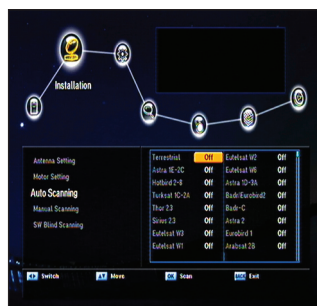 Installation
Antenna Setting
Motor Setting
Auto Scanning
Manual Scanning
SW Blind Scanning
Terrestrial Off Eutelsat W2 Off
Astra 1E-2C Off Eutelsat W6 Off
Hotbird 2-8 Off Astra 1D-3A Off
Turksat 1C-2A Off Badr/Eurobird2 Off
Thor 2.3 Off Badr-C Off
Sirius 2.3 Off Astra 2 Off
Eutelsat W3 Off Eurobird 1 Off
Eutelsat W1 Off Arabsat 2B Off
Switch Move OK Scan BACK Exit